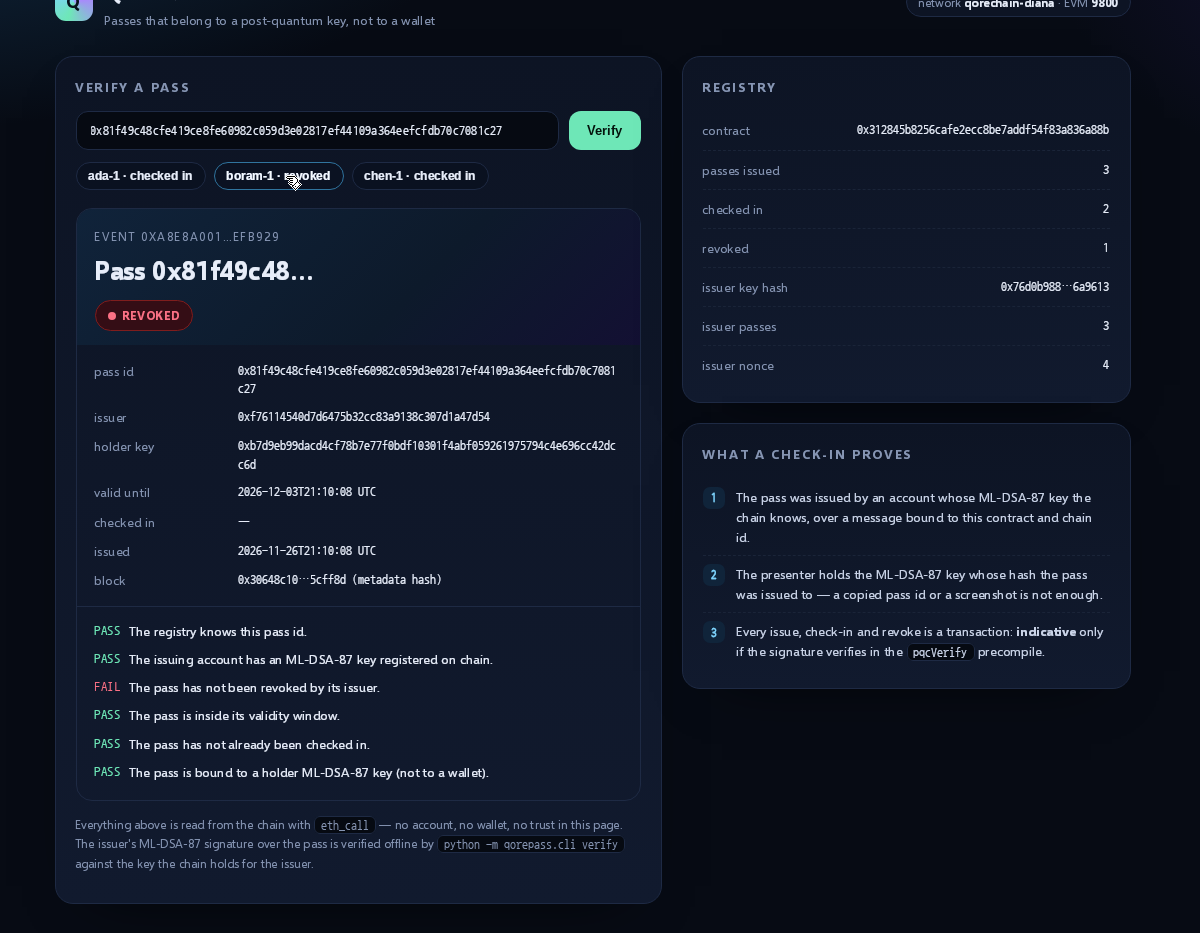 Q
Passes that belong to a post-quantum key, not to a wallet
network qorechain-diana · EVM 9800
VERIFY A PASS
0x81f49c48cfe419ce8fe60982c059d3e02817ef44109a364eefcfdb70c7081c27
Verify
ada-1 · checked in
boram-1 · revoked
chen-1 · checked in
EVENT 0XA8E8A001…EFB929
Pass 0x81f49c48…
REVOKED
pass id
0x81f49c48cfe419ce8fe60982c059d3e02817ef44109a364eefcfdb70c7081
c27
issuer
0xf76114540d7d6475b32cc83a9138c307d1a47d54
holder key
0xb7d9eb99dacd4cf78b7e77f0bdf10301f4abf059261975794c4e696cc42dc
c6d
valid until
2026-12-03T21:10:08 UTC
checked in
—
issued
2026-11-26T21:10:08 UTC
block
0x30648c10…5cff8d (metadata hash)
PASS The registry knows this pass id.
PASS The issuing account has an ML-DSA-87 key registered on chain.
FAIL The pass has not been revoked by its issuer.
PASS The pass is inside its validity window.
PASS The pass has not already been checked in.
PASS The pass is bound to a holder ML-DSA-87 key (not to a wallet).
Everything above is read from the chain with eth_call — no account, no wallet, no trust in this page.
The issuer's ML-DSA-87 signature over the pass is verified offline by python -m qorepass.cli verify
against the key the chain holds for the issuer.
REGISTRY
contract 0x312845b8256cafe2ecc8be7addf54f83a836a88b
passes issued 3
checked in 2
revoked 1
issuer key hash 0x76d0b988…6a9613
issuer passes 3
issuer nonce 4
WHAT A CHECK-IN PROVES
1 The pass was issued by an account whose ML-DSA-87 key the
chain knows, over a message bound to this contract and chain
id.
2 The presenter holds the ML-DSA-87 key whose hash the pass
was issued to — a copied pass id or a screenshot is not enough.
3 Every issue, check-in and revoke is a transaction: indicative only
if the signature verifies in the pqcVerify precompile.